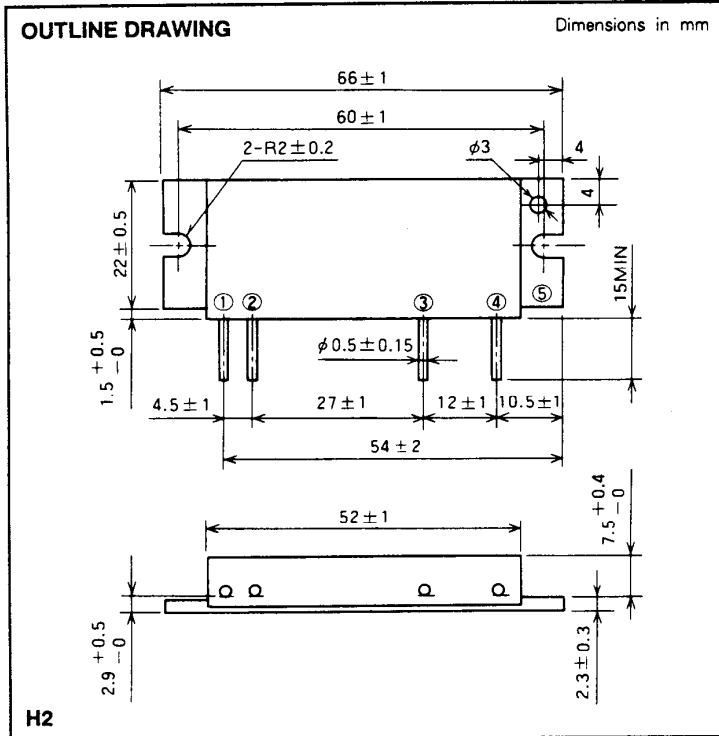 OUTLINE DRAWING
Dimensions in mm
66±1
60±1
2-R2±0.2
φ3
4
4
22±0.5
15MIN
① ② ③ ④ ⑤
φ0.5±0.15
1.5 +0.5 -0
4.5±1
27±1
12±1
10.5±1
54±2
52±1
7.5 +0.4 -0
2.9 +0.5 -0
2.3±0.3
H2